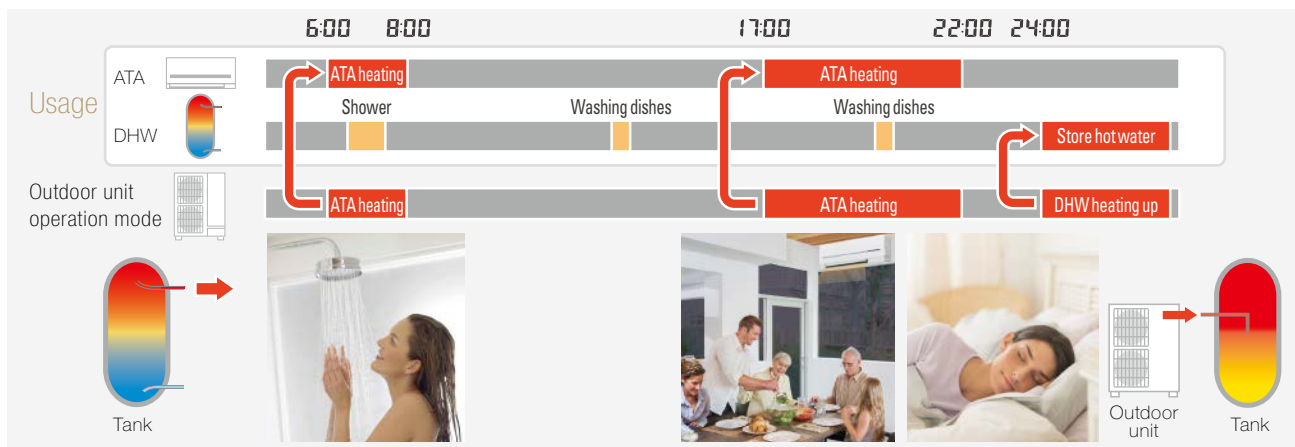 6:00 8:00 17:00 22:00 24:00
Usage
ATA
ATA heating
ATA heating
Shower
Washing dishes
Washing dishes
DHW
Store hot water
Outdoor unit
operation mode
ATA heating
ATA heating
DHW heating up
Tank
Outdoor
unit
Tank